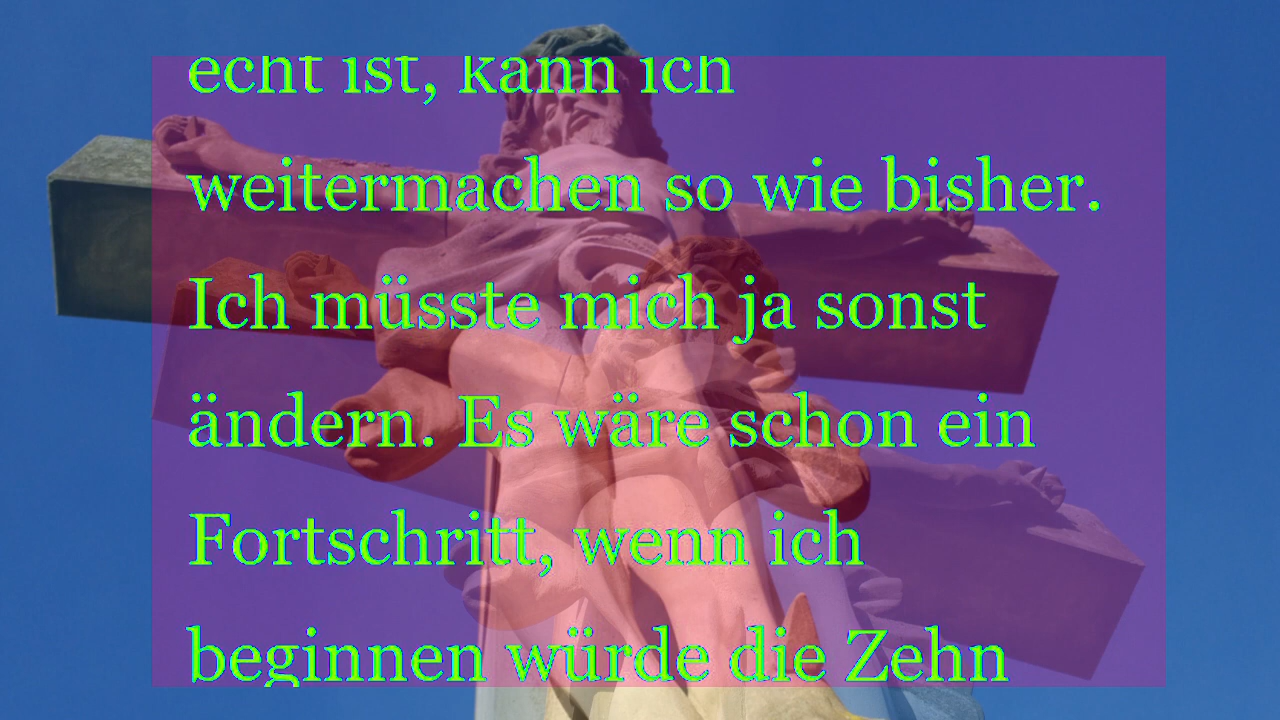 echt ist, kann ich
weitermachen so wie bisher.
Ich müsste mich ja sonst
ändern. Es wäre schon ein
Fortschritt, wenn ich
beginnen würde die Zehn